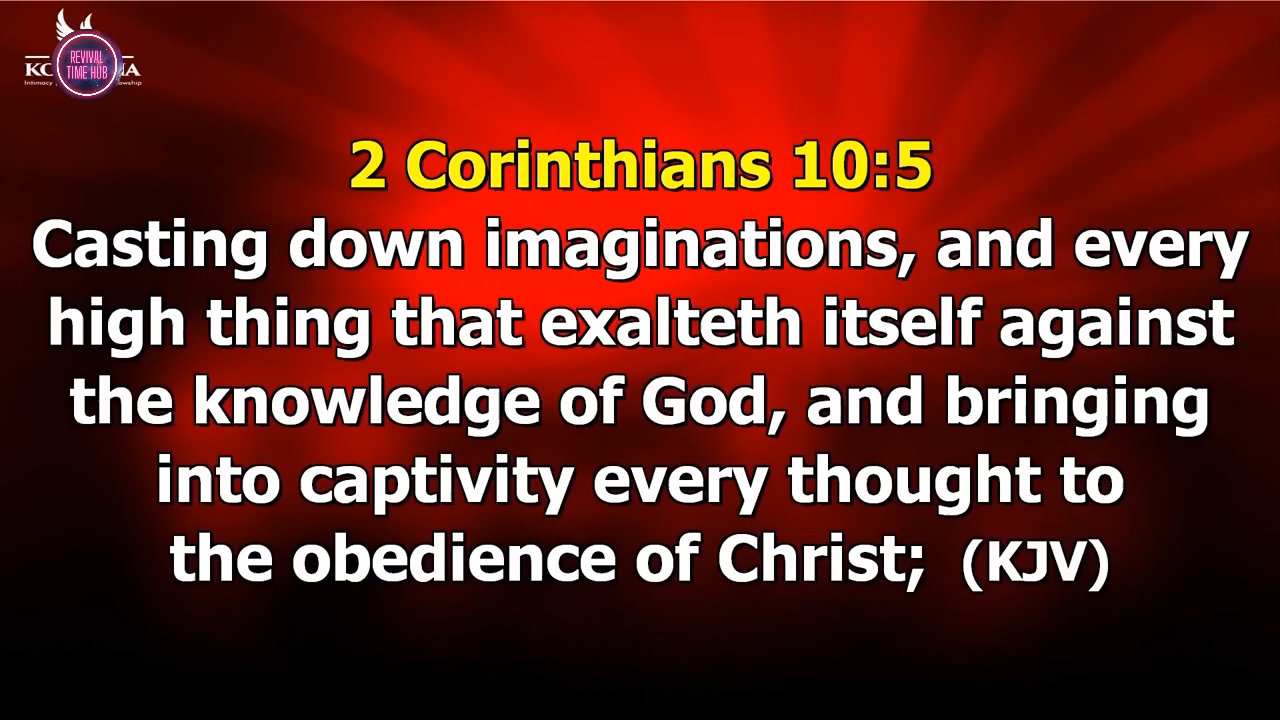 REVIVAL
TIME HUB
Intimacy
2 Corinthians 10:5
Casting down imaginations, and every
high thing that exalteth itself against
the knowledge of God, and bringing
into captivity every thought to
the obedience of Christ; (KJV)